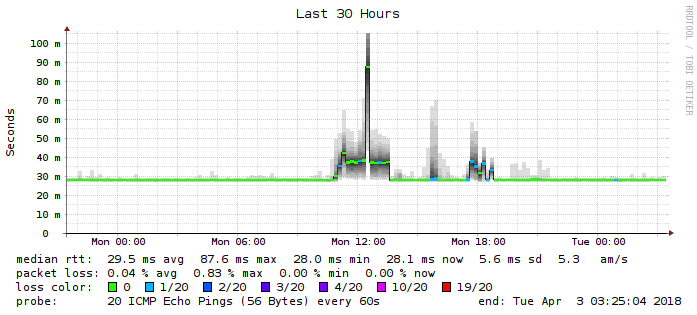 Last 30 Hours
RRDTOOL / TOBI OETIKER
Seconds
100 m
90 m
80 m
70 m
60 m
50 m
40 m
30 m
20 m
10 m
0
Mon 00:00 Mon 06:00 Mon 12:00 Mon 18:00 Tue 00:00
median rtt: 29.5 ms avg 87.6 ms max 28.0 ms min 28.1 ms now 5.6 ms sd 5.3 am/s
packet loss: 0.04 % avg 0.83 % max 0.00 % min 0.00 % now
loss color: 0 1/20 2/20 3/20 4/20 10/20 19/20
probe: 20 ICMP Echo Pings (56 Bytes) every 60s end: Tue Apr 3 03:25:04 2018